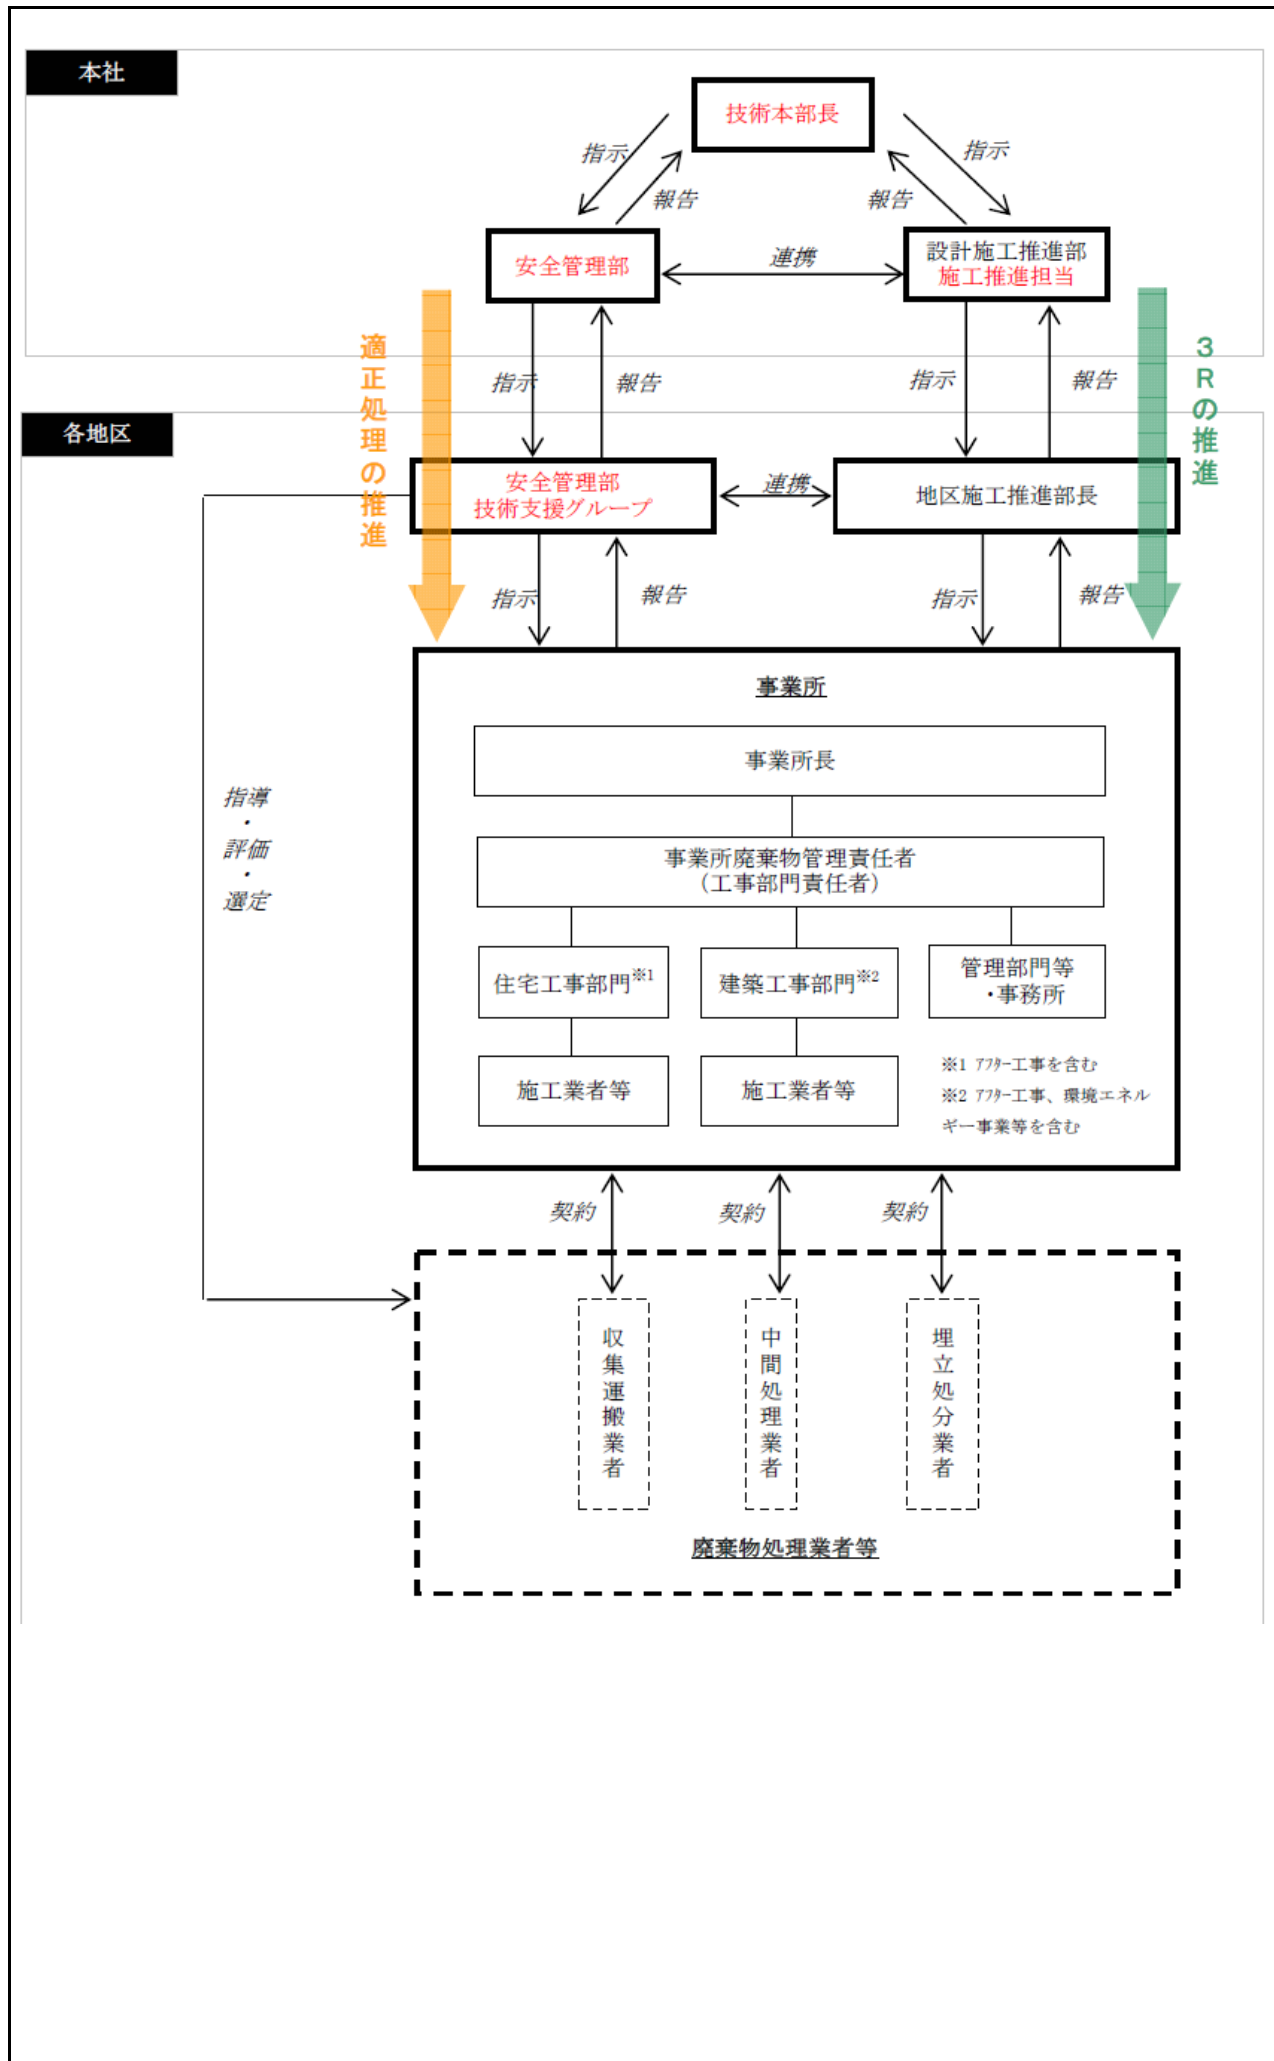 本社
技術本部長
指示
指示
報告
報告
安全管理部
連携
設計施工推進部
施工推進担当
適正処理の推進
3Rの推進
指示
報告
指示
報告
各地区
安全管理部
技術支援グループ
連携
地区施工推進部長
指示
報告
指示
報告
事業所
事業所長
事業所廃棄物管理責任者
（工事部門責任者）
住宅工事部門※1
建築工事部門※2
管理部門等
・事務所
施工業者等
施工業者等
※1 ｱﾌﾀｰ工事を含む
※2 ｱﾌﾀｰ工事、環境エネル
ギー事業等を含む
指導
・
評価
・
選定
契約
契約
契約
収集運搬業者
中間処理業者
埋立処分業者
廃棄物処理業者等